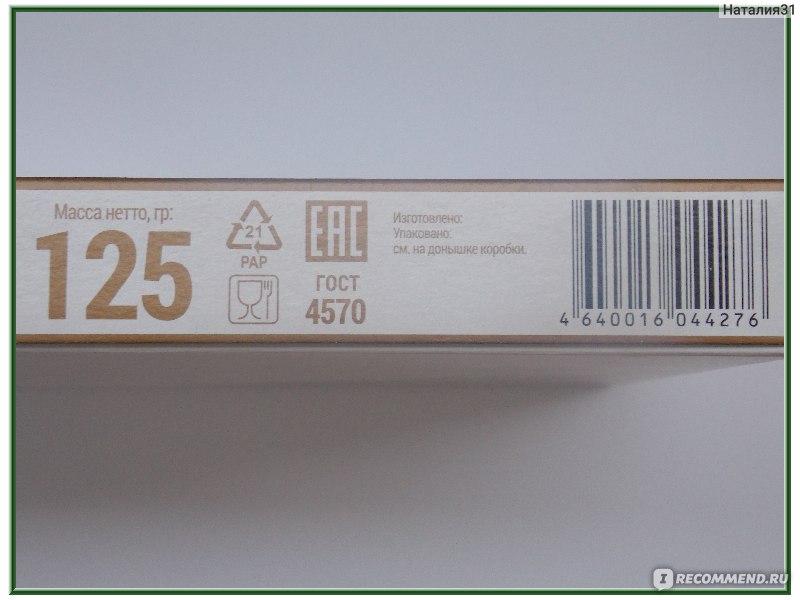 Наталия31
Масса нетто, гр:
125
21
PAP
EAC
ГОСТ
4570
Изготовлено:
Упаковано:
см. на донышке коробки.
4 640016 044276
IRECOMMEND.RU